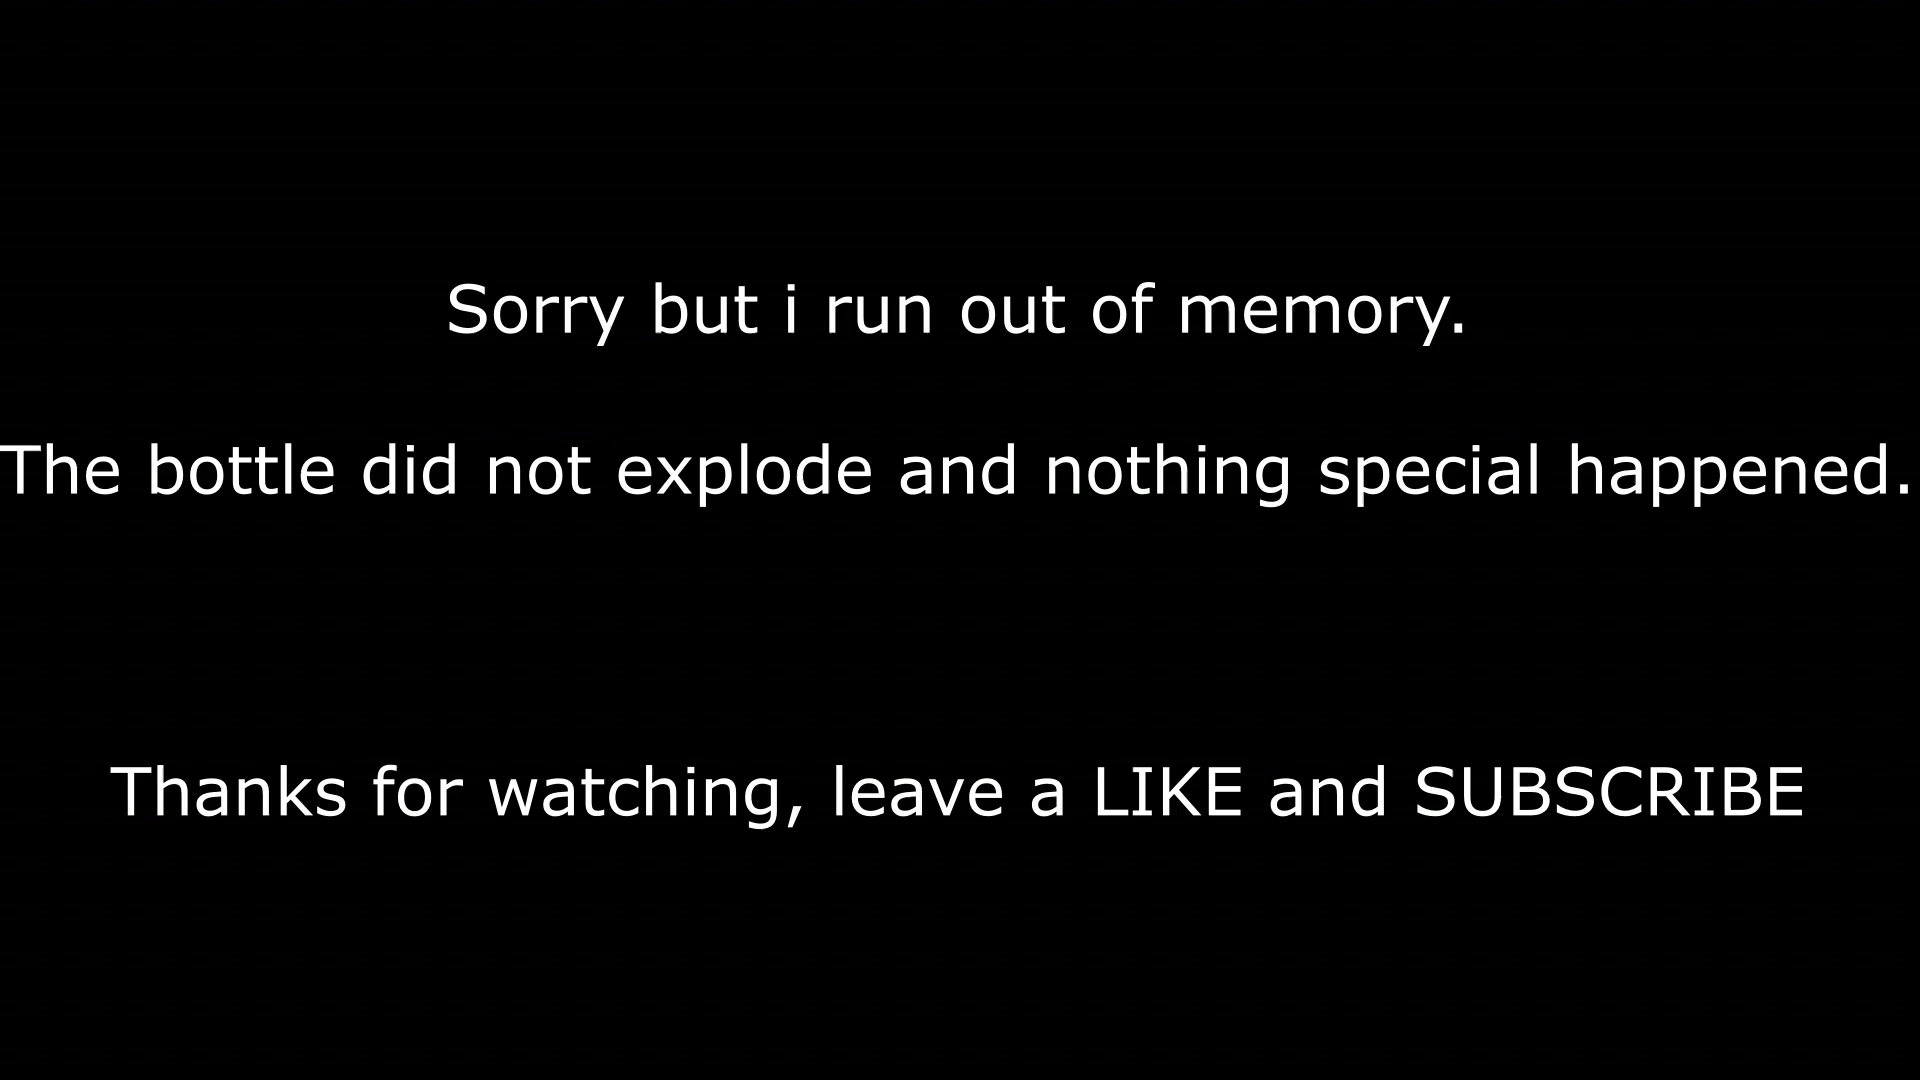 Sorry but i run out of memory.
The bottle did not explode and nothing special happened.
Thanks for watching, leave a LIKE and SUBSCRIBE